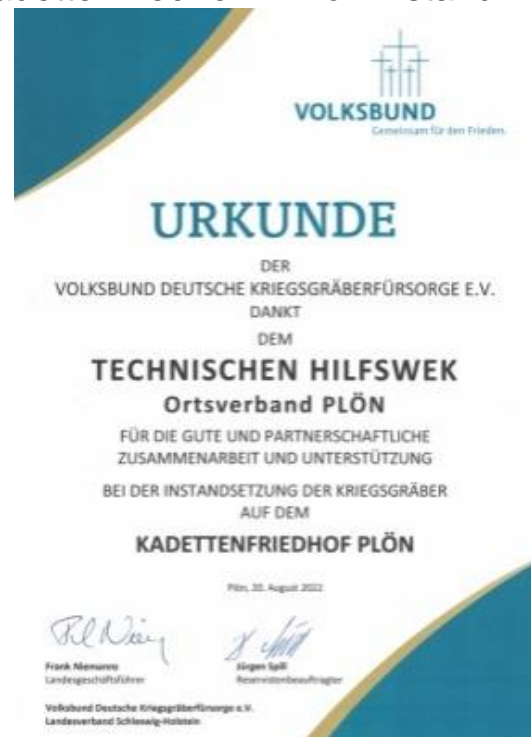 VOLKSBUND
Gemeinsam für den Frieden.
URKUNDE
DER
VOLKSBUND DEUTSCHE KRIEGSGRÄBERFÜRSORGE E.V.
DANKT
DEM
TECHNISCHEN HILFSWEK
Ortsverband PLÖN
FÜR DIE GUTE UND PARTNERSCHAFTLICHE
ZUSAMMENARBEIT UND UNTERSTÜTZUNG
BEI DER INSTANDSETZUNG DER KRIEGSGRÄBER
AUF DEM
KADETTENFRIEDHOF PLÖN
Plön, 20. August 2022
Frank Niemanns
Jürgen Spill
Landesgeschäftsführer
Reservistenbeauftragter
Volksbund Deutsche Kriegsgräberfürsorge e.V.
Landesverband Schleswig-Holstein